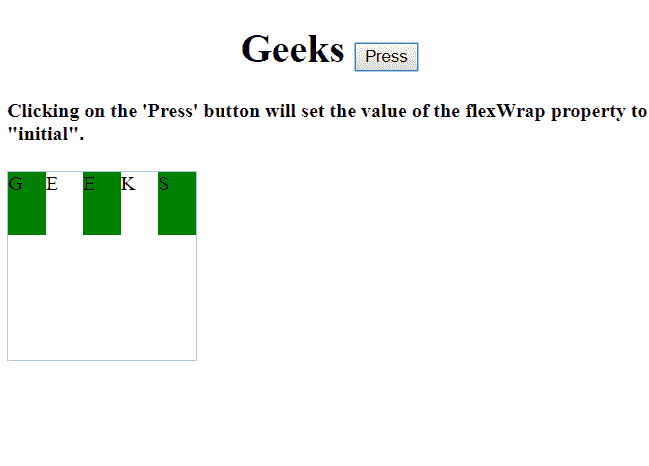 Geeks Press
Clicking on the 'Press' button will set the value of the flexWrap property to
"initial".
G E E K S